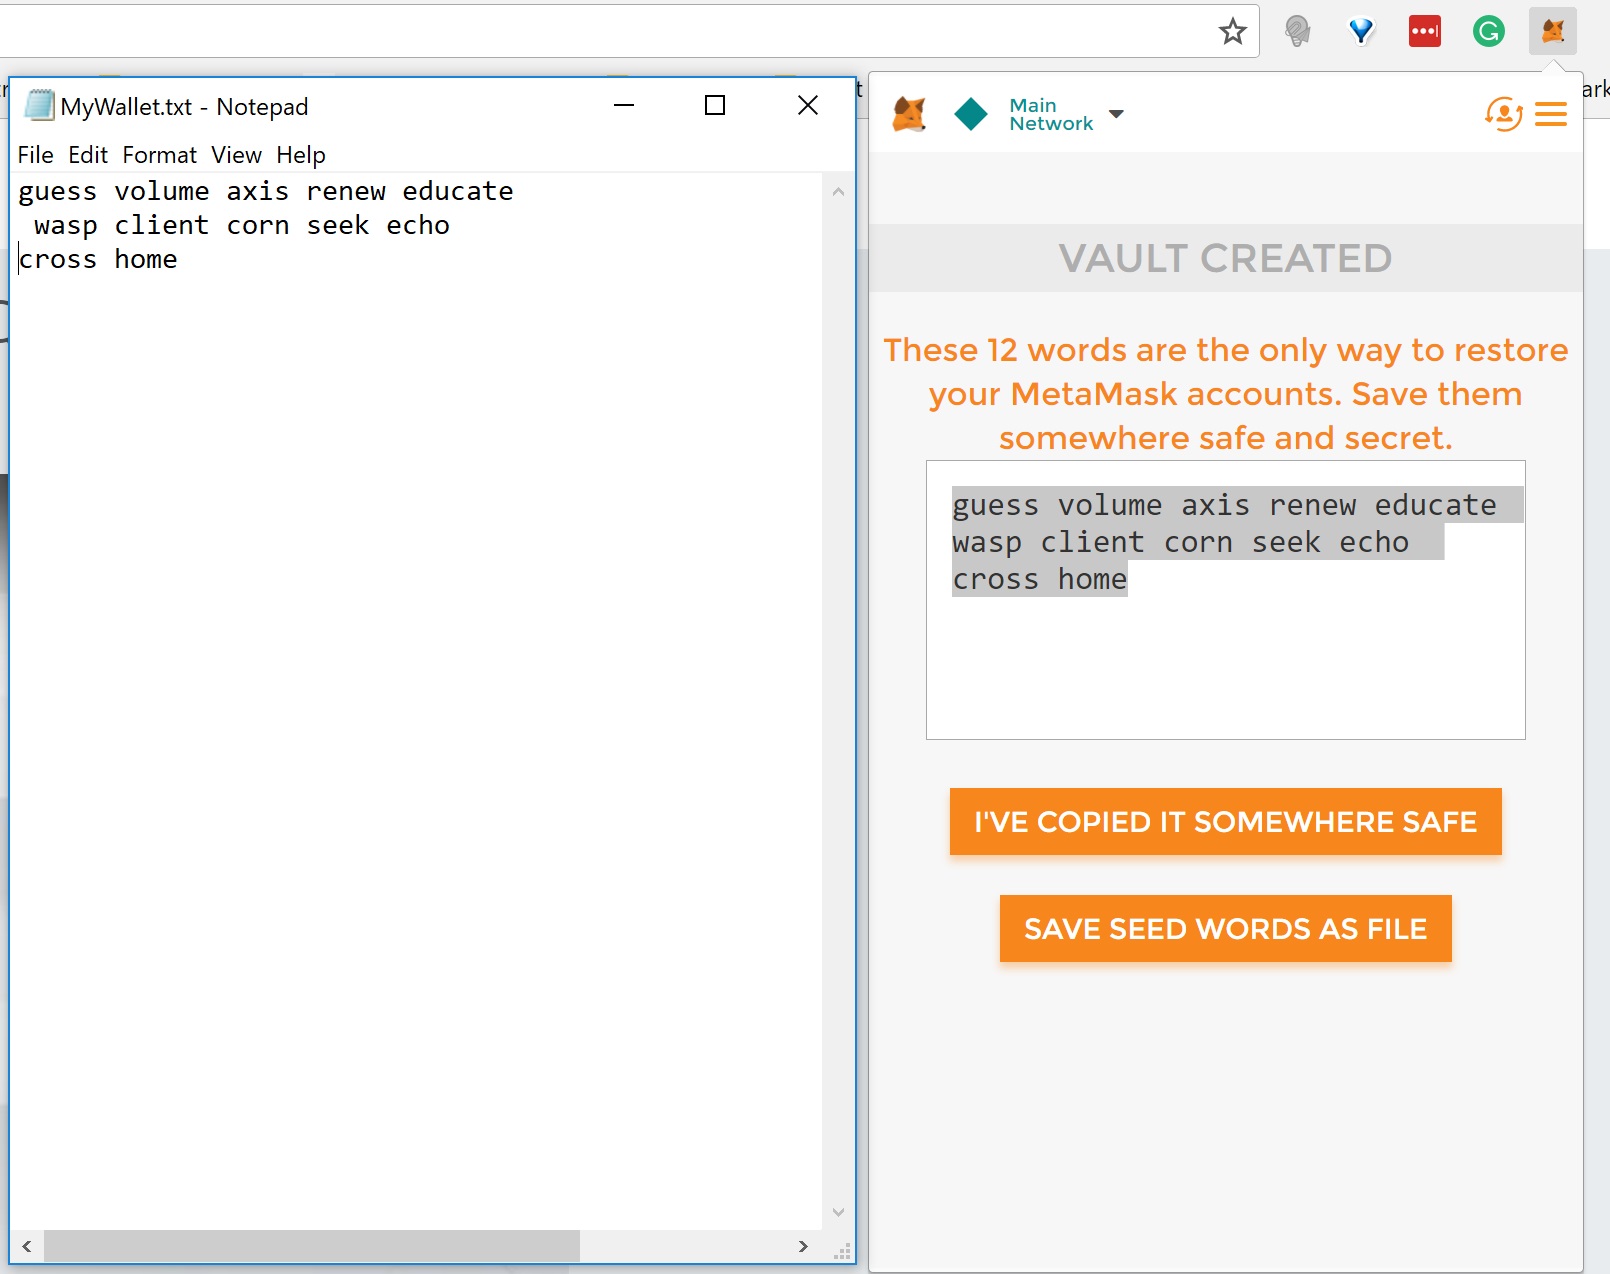 MyWallet.txt - Notepad
File Edit Format View Help
guess volume axis renew educate
wasp client corn seek echo
cross home
Main
Network
VAULT CREATED
These 12 words are the only way to restore
your MetaMask accounts. Save them
somewhere safe and secret.
guess volume axis renew educate
wasp client corn seek echo
cross home
I'VE COPIED IT SOMEWHERE SAFE
SAVE SEED WORDS AS FILE